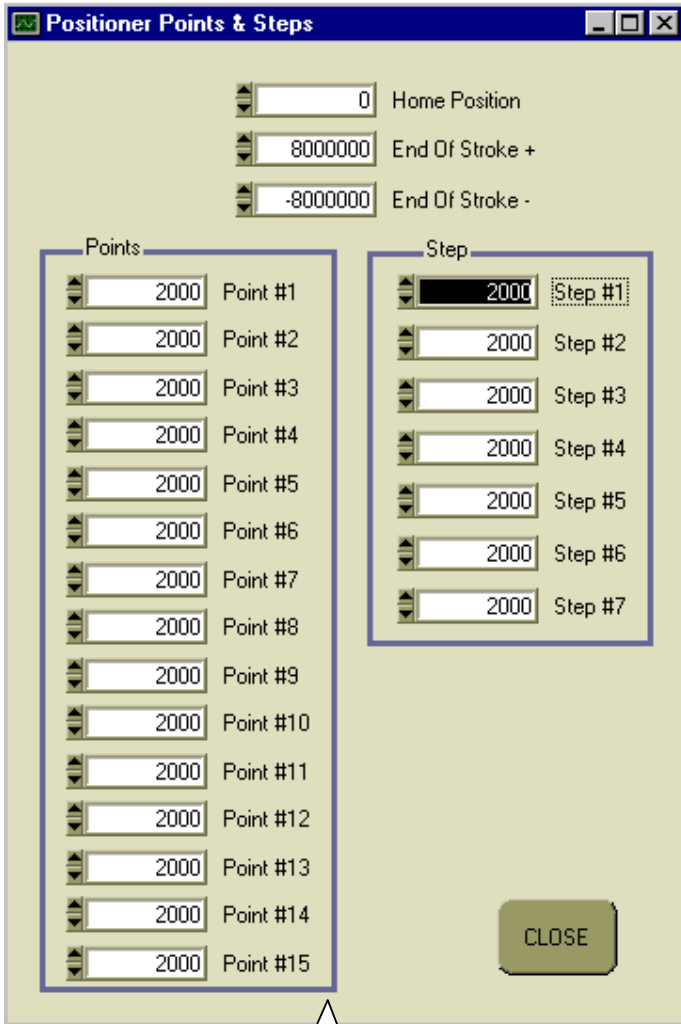 Positioner Points & Steps
0 Home Position
8000000 End Of Stroke +
-8000000 End Of Stroke -
Points
2000 Point #1
2000 Point #2
2000 Point #3
2000 Point #4
2000 Point #5
2000 Point #6
2000 Point #7
2000 Point #8
2000 Point #9
2000 Point #10
2000 Point #11
2000 Point #12
2000 Point #13
2000 Point #14
2000 Point #15
Step
2000 Step #1
2000 Step #2
2000 Step #3
2000 Step #4
2000 Step #5
2000 Step #6
2000 Step #7
CLOSE